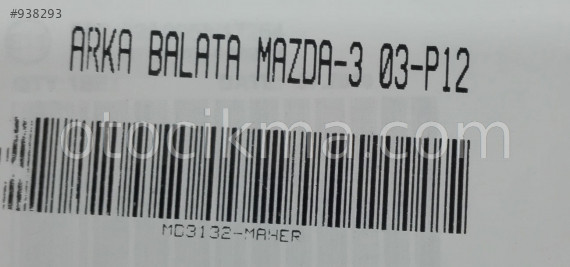 #938293
ARKA BALATA MAZDA-3 03-P12
otocikma.com
MD3132-MAHER